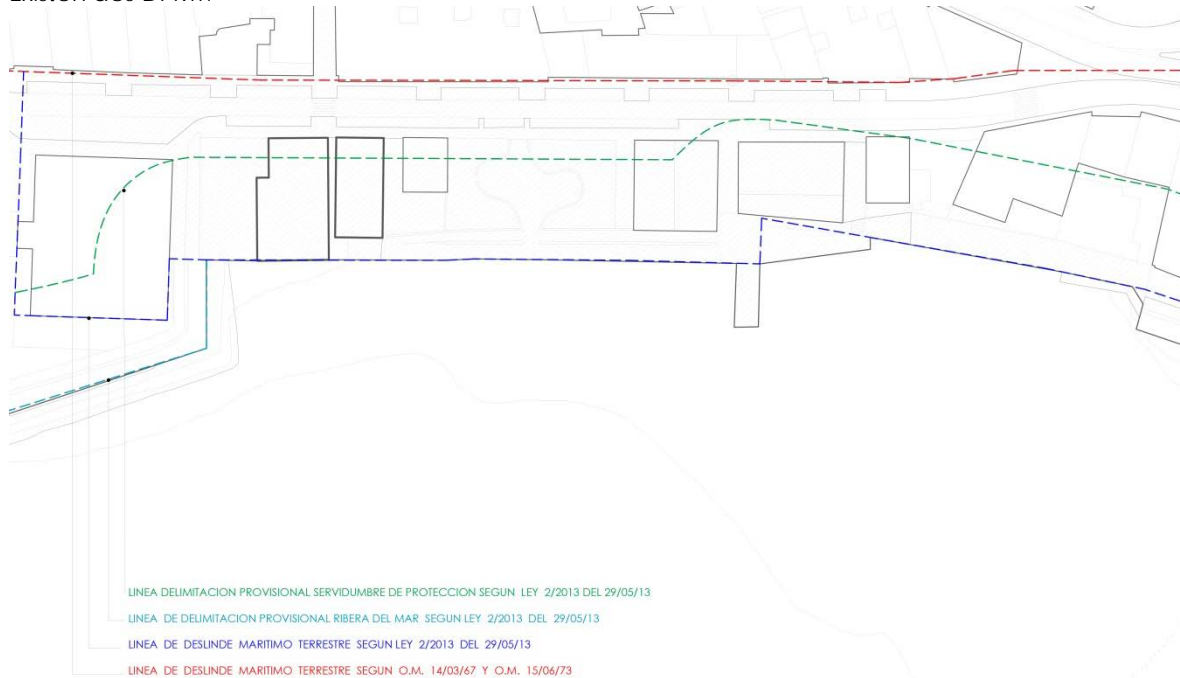 LINEA DELIMITACION PROVISIONAL SERVIDUMBRE DE PROTECCION SEGUN LEY 2/2013 DEL 29/05/13
LINEA DE DELIMITACION PROVISIONAL RIBERA DEL MAR SEGUN LEY 2/2013 DEL 29/05/13
LINEA DE DESLINDE MARITIMO TERRESTRE SEGUN LEY 2/2013 DEL 29/05/13
LINEA DE DESLINDE MARITIMO TERRESTRE SEGUN O.M. 14/03/67 Y O.M. 15/06/73